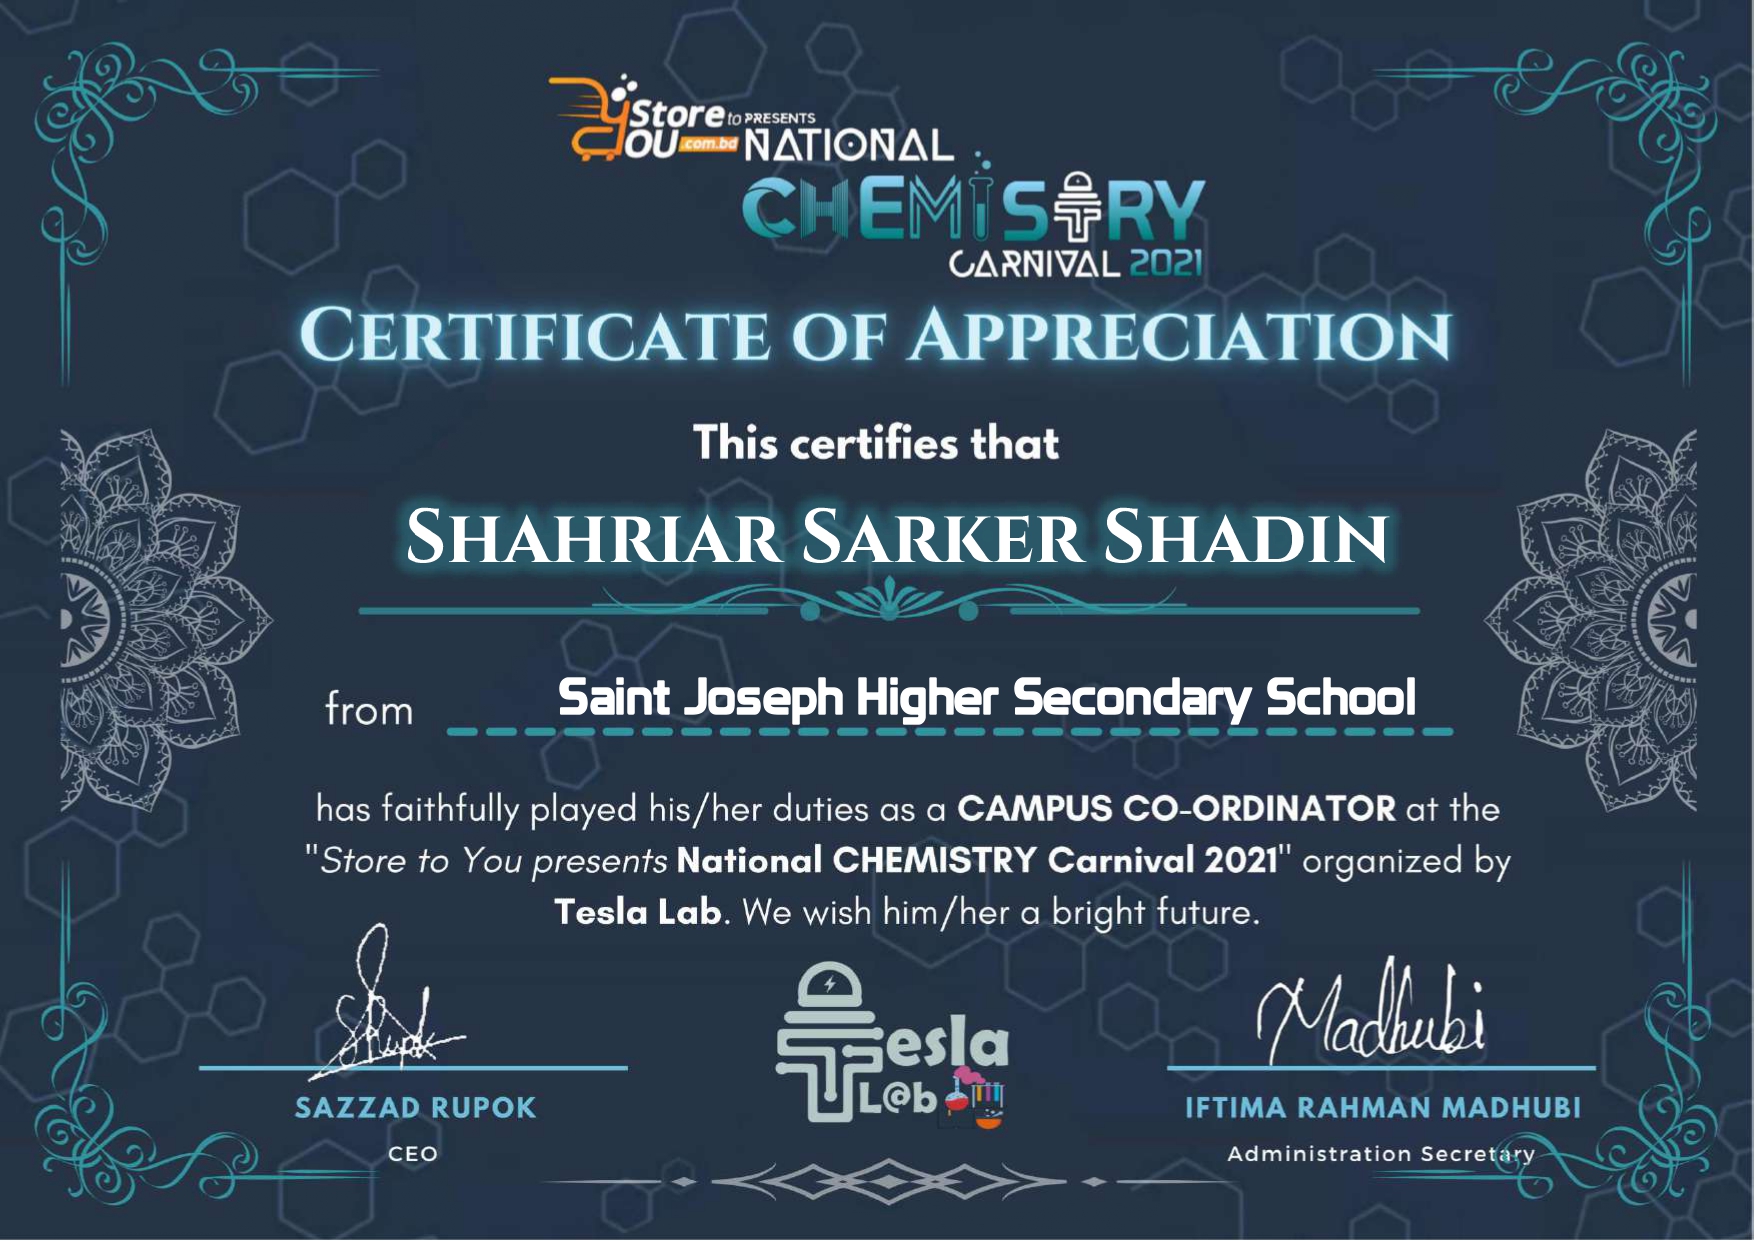 Store to YOU.com.bd PRESENTS
NATIONAL
CHEMISTRY
CARNIVAL 2021
CERTIFICATE OF APPRECIATION
This certifies that
SHAHRIAR SARKER SHADIN
from Saint Joseph Higher Secondary School
has faithfully played his/her duties as a CAMPUS CO-ORDINATOR at the
"Store to You presents National CHEMISTRY Carnival 2021" organized by
Tesla Lab. We wish him/her a bright future.
Rupok
Madhubi
Tesla
L@b
SAZZAD RUPOK
IFTIMA RAHMAN MADHUBI
CEO
Administration Secretary